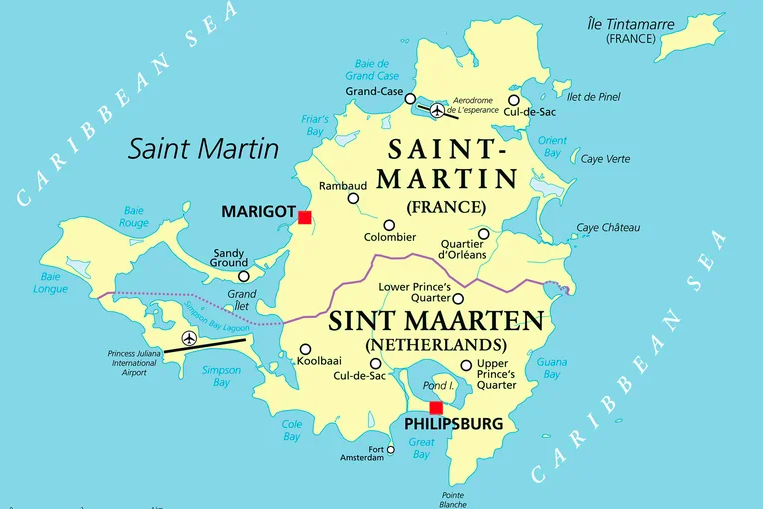 CARIBBEAN SEA
Île Tintamarre
(FRANCE)
Baie de
Grand Case
Grand-Case
Aerodrome
de L'esperance
Cul-de-Sac
Ilet de Pinel
Friar's
Bay
Saint Martin
SAINT-
MARTIN
(FRANCE)
Orient
Bay
Caye Verte
Rambaud
MARIGOT
Baie
Rouge
Colombier
Quartier
d'Orléans
Caye Château
Sandy
Ground
Baie
Longue
Grand
Îlet
Simpson Bay Lagoon
Lower Prince's
Quarter
SINT MAARTEN
(NETHERLANDS)
Princess Juliana
International
Airport
Simpson
Bay
Koolbaai
Cul-de-Sac
Pond I.
Upper
Prince's
Quarter
Guana
Bay
PHILIPSBURG
Cole
Bay
Great
Bay
Fort
Amsterdam
CARIBBEAN SEA
Pointe
Blanche